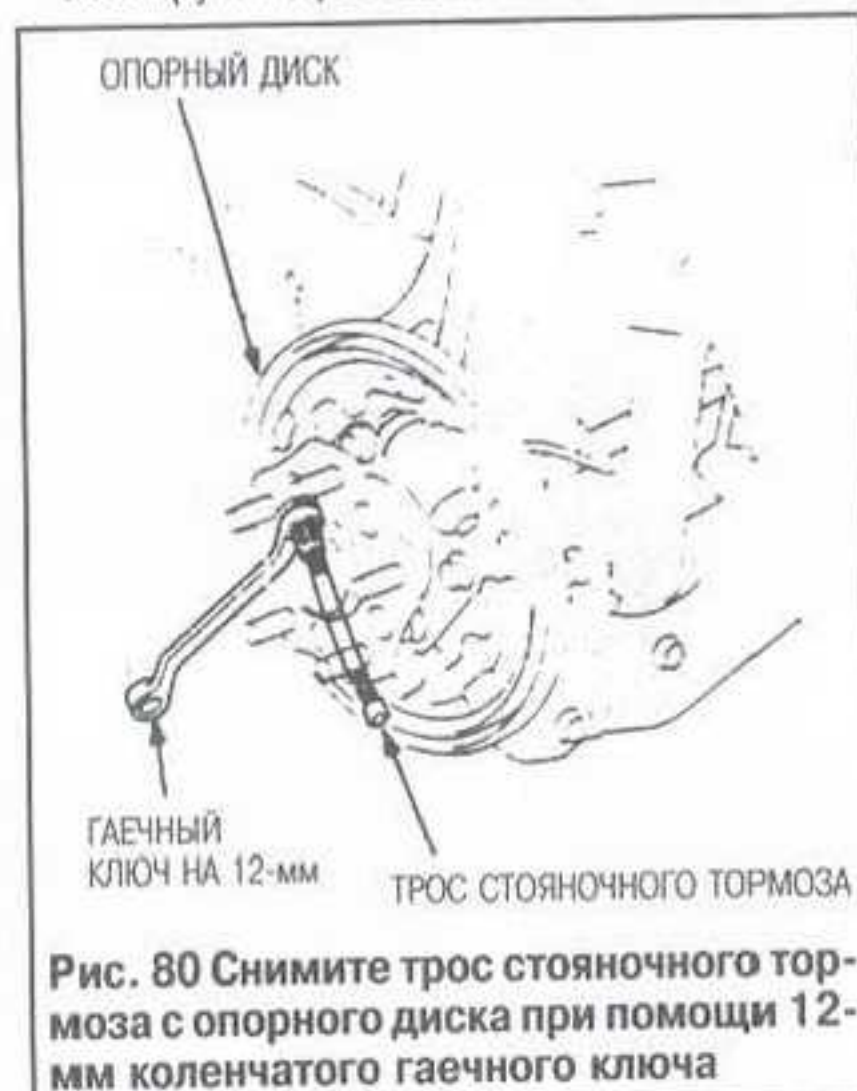 ОПОРНЫЙ ДИСК
ГАЕЧНЫЙ
КЛЮЧ НА 12-мм
ТРОС СТОЯНОЧНОГО ТОРМОЗА
Рис. 80 Снимите трос стояночного тор-
моза с опорного диска при помощи 12-
мм коленчатого гаечного ключа